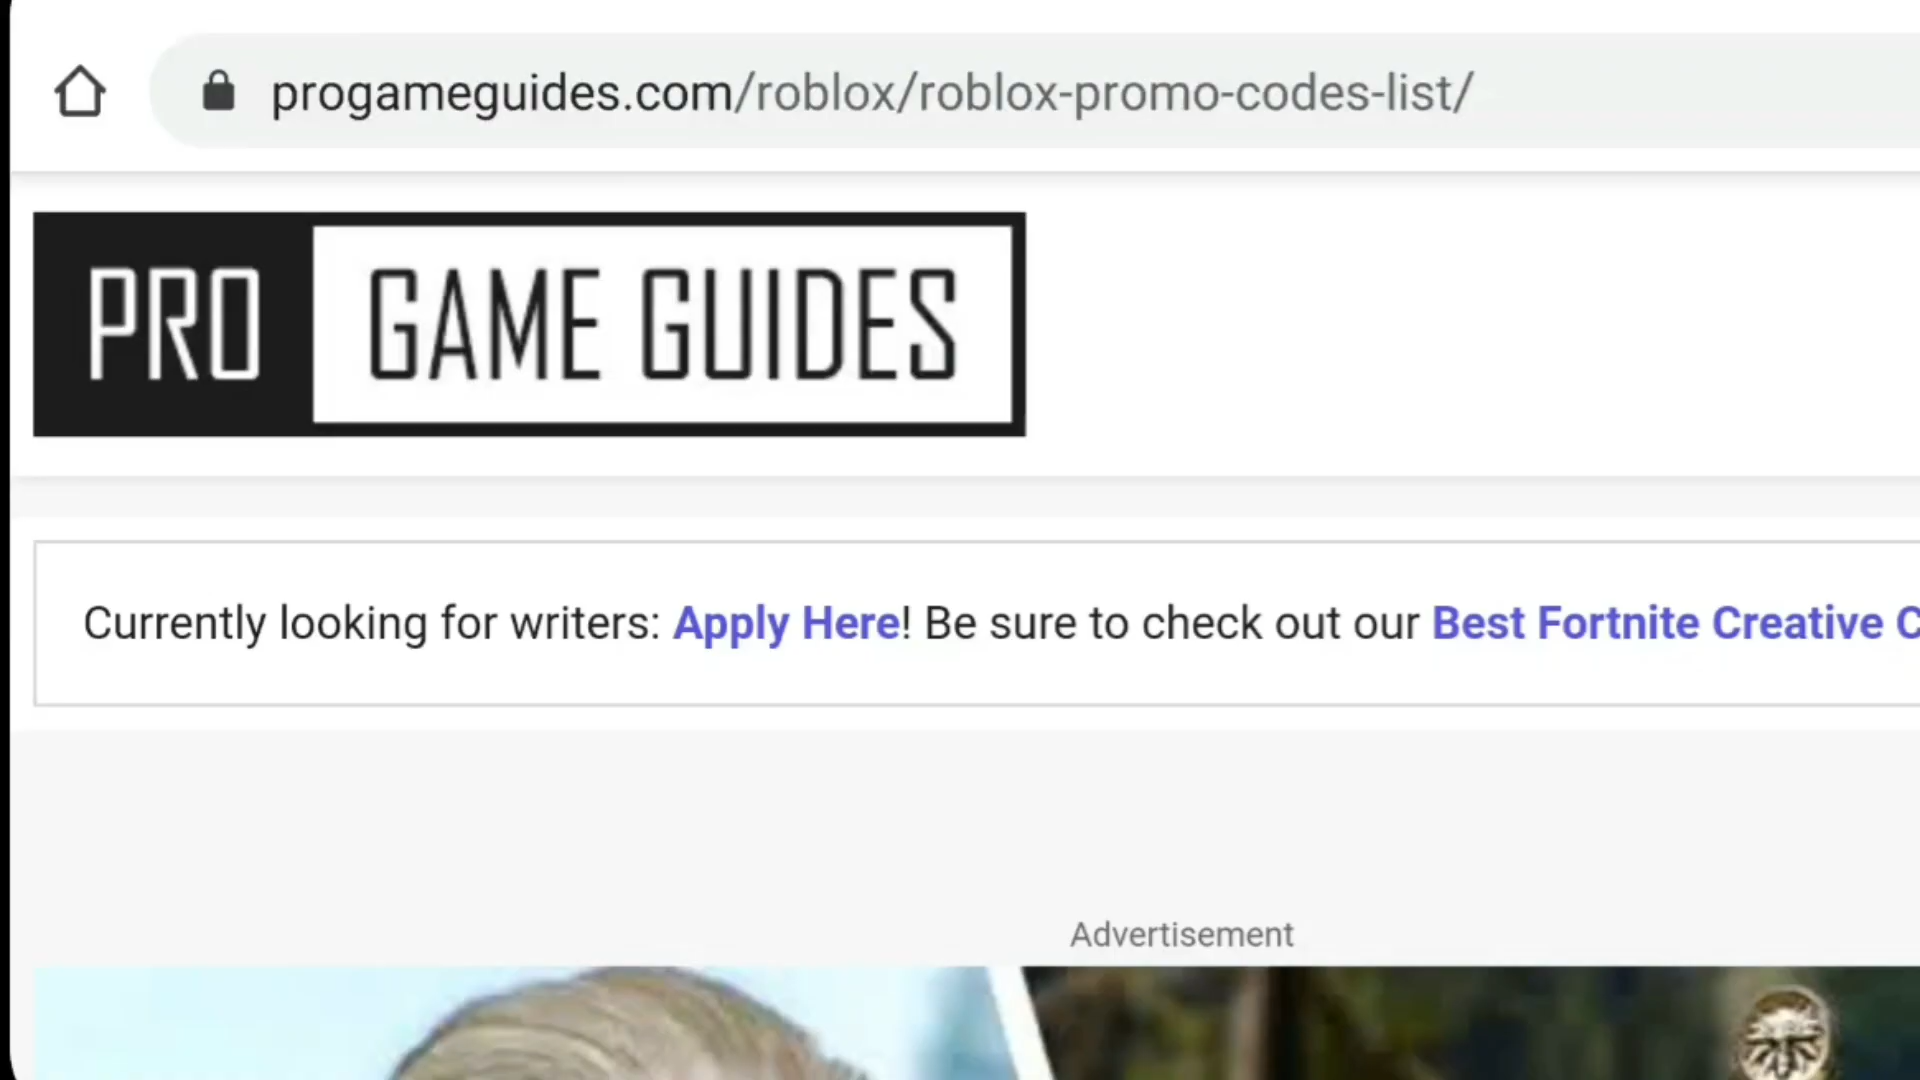 progameguides.com/roblox/roblox-promo-codes-list/
PRO GAME GUIDES
Currently looking for writers: Apply Here! Be sure to check out our Best Fortnite Creative C
Advertisement